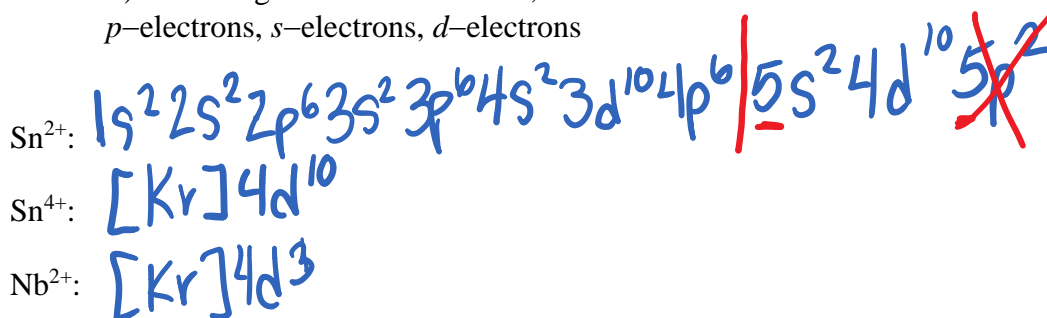 p–electrons, s–electrons, d–electrons
Sn²⁺: 1s² 2s² 2p⁶ 3s² 3p⁶ 4s² 3d¹⁰ 4p⁶ | 5s² 4d¹⁰ 5p²
Sn⁴⁺: [Kr] 4d¹⁰
Nb²⁺: [Kr] 4d³